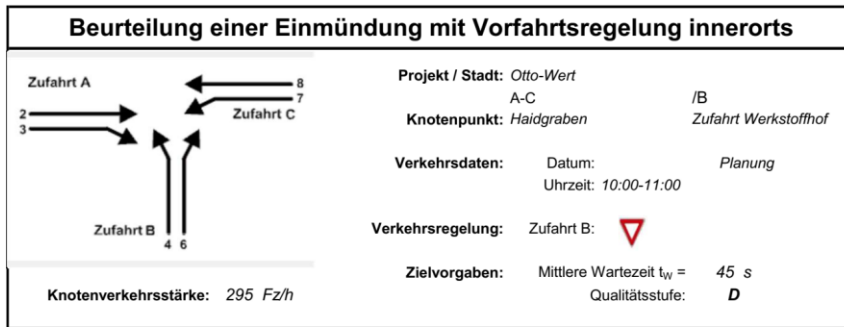 Beurteilung einer Einmündung mit Vorfahrtsregelung innerorts
Zufahrt A
8
7
Zufahrt C
2
3
Zufahrt B
4 6
Knotenverkehrsstärke: 295 Fz/h
Projekt / Stadt: Otto-Wert
A-C /B
Knotenpunkt: Haidgraben Zufahrt Werkstoffhof
Verkehrsdaten: Datum: Planung
Uhrzeit: 10:00-11:00
Verkehrsregelung: Zufahrt B:
Zielvorgaben: Mittlere Wartezeit tw = 45 s
Qualitätsstufe: D